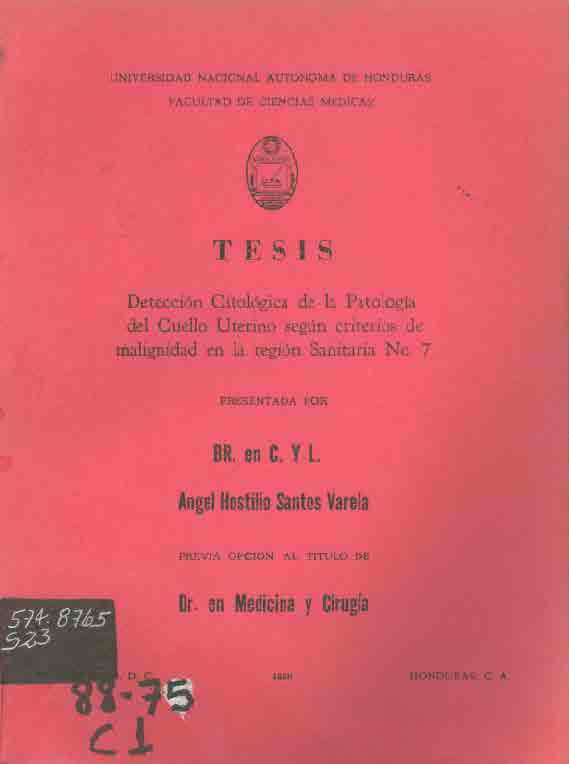 UNIVERSIDAD NACIONAL AUTONOMA DE HONDURAS
FACULTAD DE CIENCIAS MEDICAS
TESIS
Detección Citológica de la Patología
del Cuello Uterino según criterios de
malignidad en la región Sanitaria No. 7
PRESENTADA POR
BR. en C. Y L.
Angel Hostilio Santos Varela
PREVIA OPCION AL TITULO DE
Dr. en Medicina y Cirugía
574.8765
S23
D. C. HONDURAS, C. A.
88-75
C1